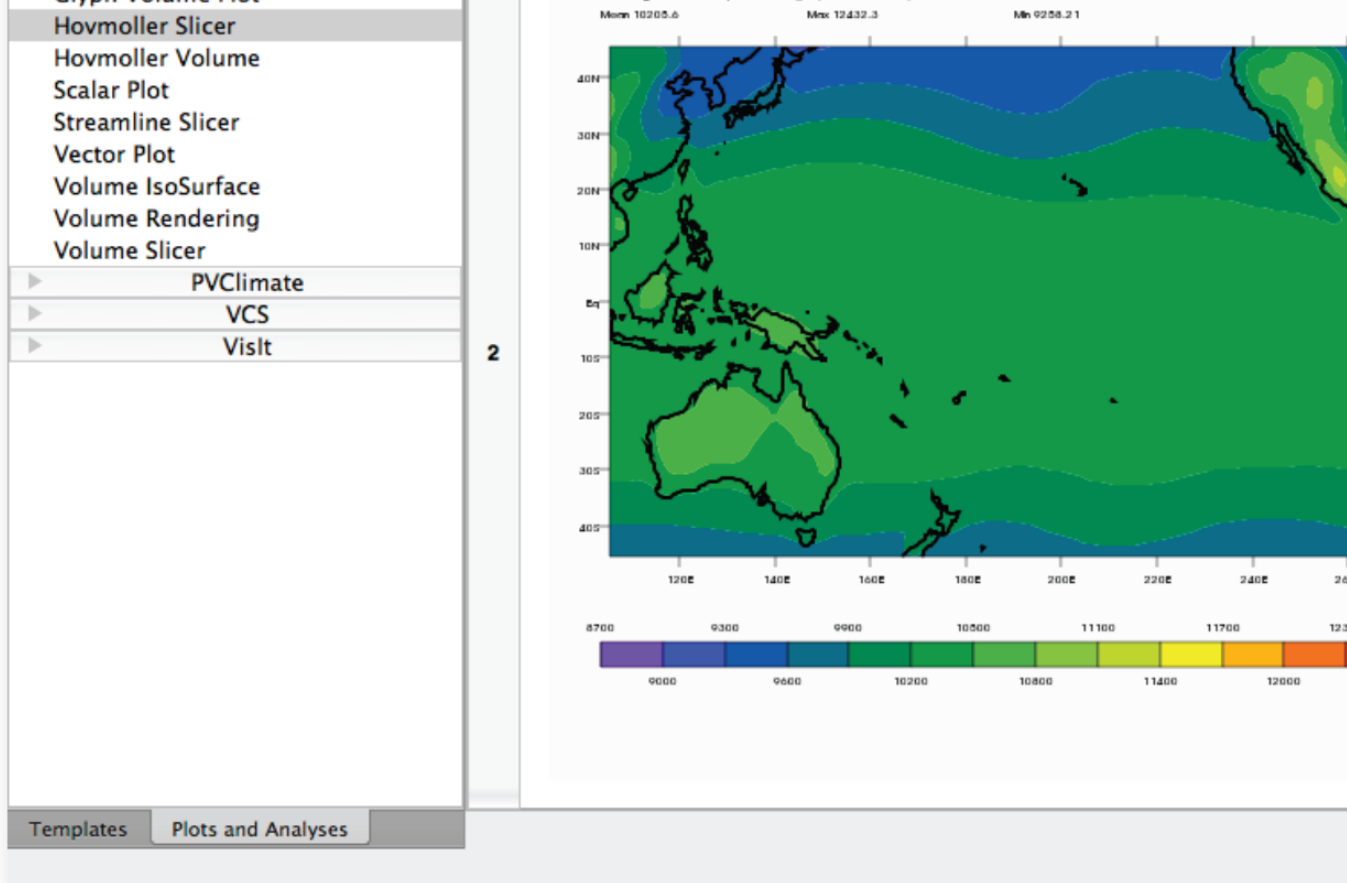 Glyph Volume Plot
Hovmoller Slicer
Hovmoller Volume
Scalar Plot
Streamline Slicer
Vector Plot
Volume IsoSurface
Volume Rendering
Volume Slicer
PVClimate
VCS
VisIt
Templates
Plots and Analyses
2
Mean 10205.6 Max 12432.3 Min 9258.21
40N
30N
20N
10N
Eq
10S
20S
30S
40S
120E 140E 160E 180E 200E 220E 240E
8700 9300 9900 10500 11100 11700
9000 9600 10200 10800 11400 12000